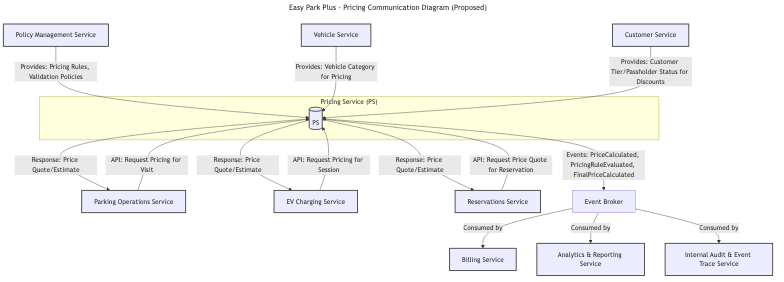 Easy Park Plus - Pricing Communication Diagram (Proposed)
Policy Management Service
Vehicle Service
Customer Service
Provides: Pricing Rules,
Validation Policies
Provides: Vehicle Category
for Pricing
Provides: Customer
Tier/Passholder Status for
Discounts
Pricing Service (PS)
PS
Response: Price
Quote/Estimate
API: Request Pricing for
Visit
Response: Price
Quote/Estimate
API: Request Pricing for
Session
Response: Price
Quote/Estimate
API: Request Price Quote
for Reservation
Events: PriceCalculated,
PricingRuleEvaluated,
FinalPriceCalculated
Parking Operations Service
EV Charging Service
Reservations Service
Event Broker
Consumed by
Consumed by
Consumed by
Billing Service
Analytics & Reporting
Service
Internal Audit & Event
Trace Service